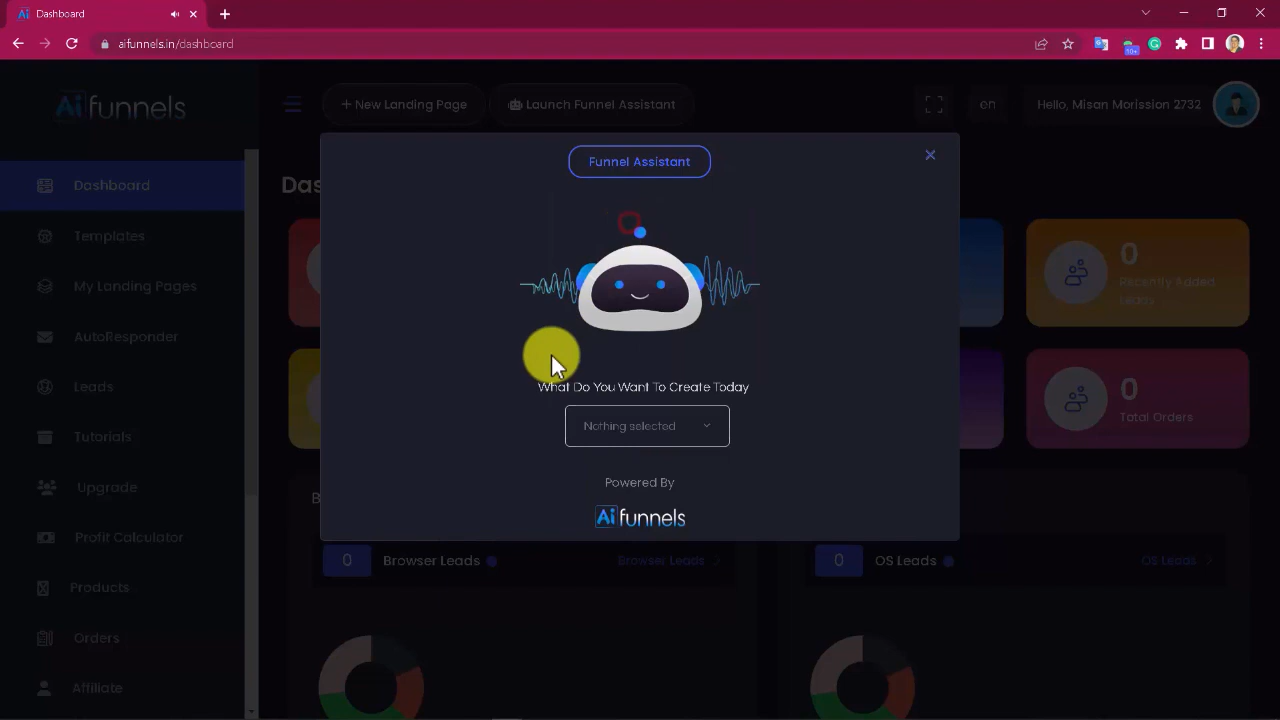 Dashboard
aifunnels.in/dashboard
10+
Ai funnels
+ New Landing Page
Launch Funnel Assistant
en
Hello, Misan Morission 2732
Funnel Assistant
Dashboard
Templates
My Landing Pages
AutoResponder
Leads
Tutorials
Upgrade
Profit Calculator
Products
Orders
Affiliate
Das
0
Recently Added
Leads
What Do You Want To Create Today
Nothing selected
0
Total Orders
Powered By
Ai funnels
B
0
Browser Leads
Browser Leads
0
OS Leads
OS Leads